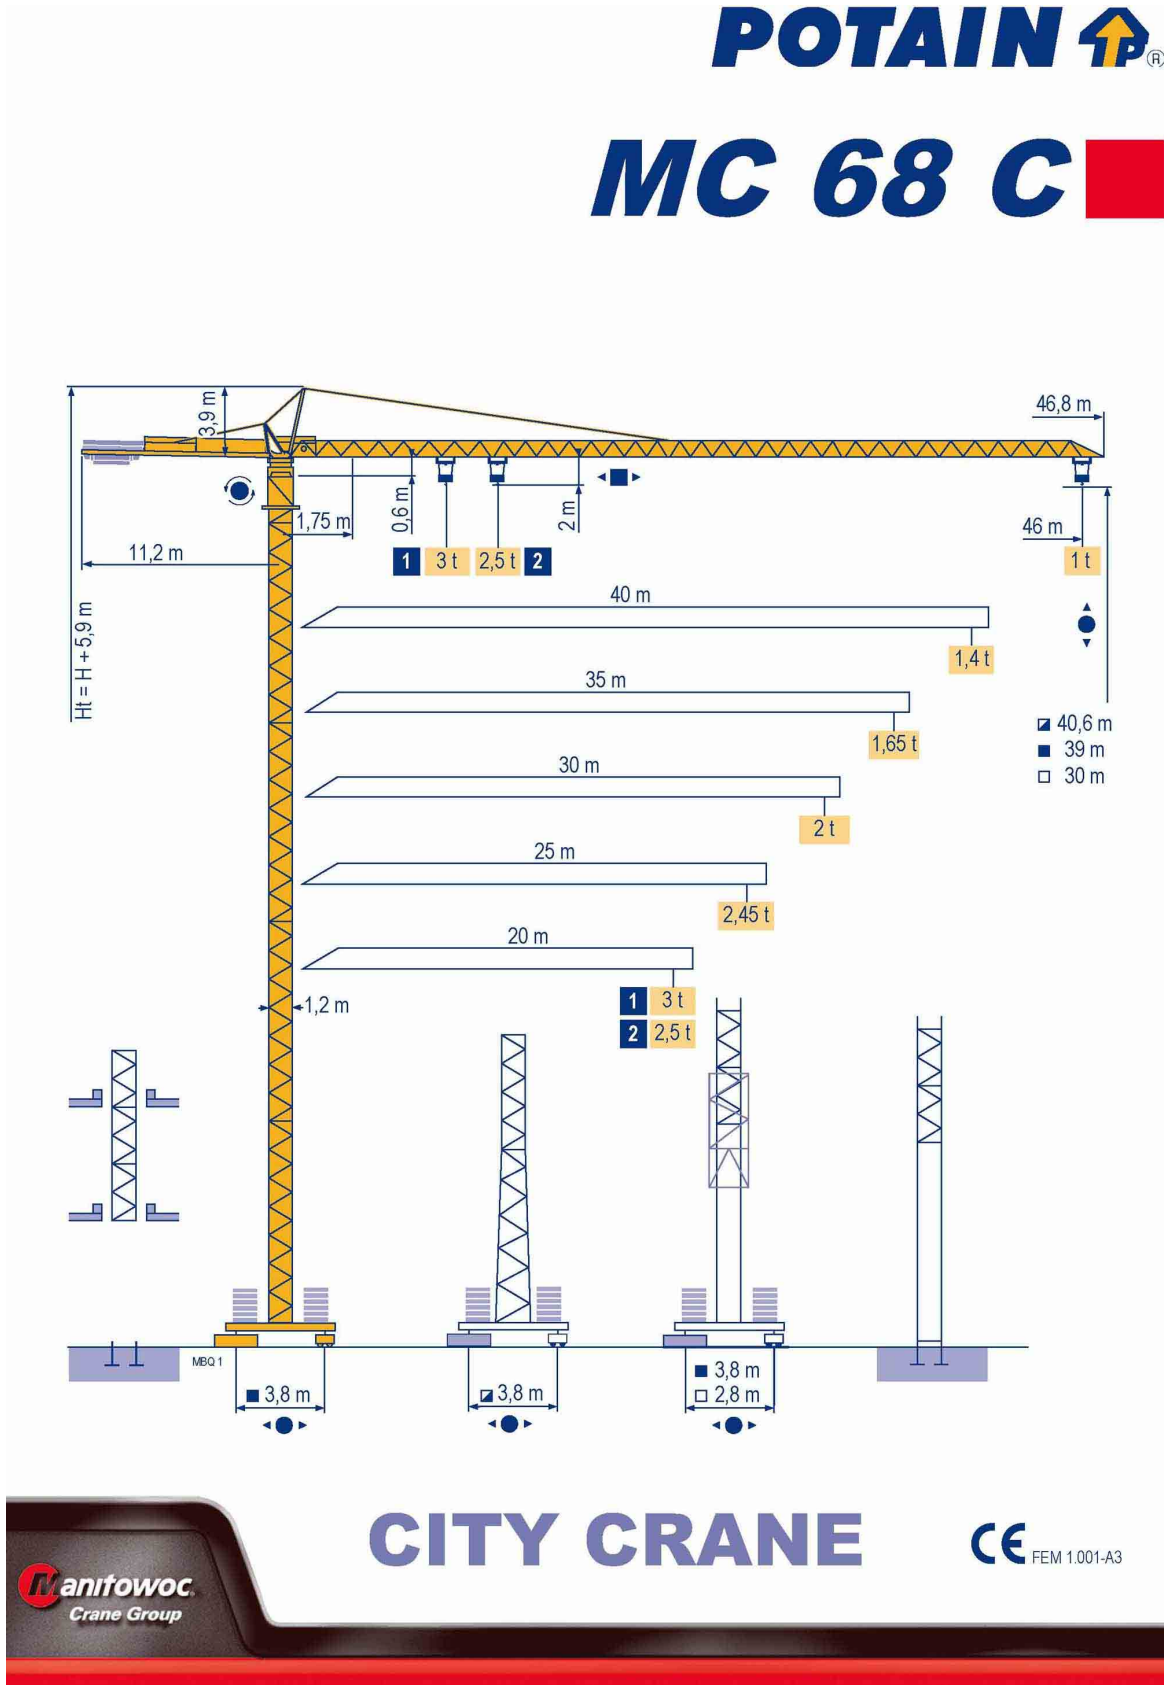 POTAIN P®
MC 68 C
46,8 m
3,9 m
0,6 m
2 m
1,75 m
46 m
11,2 m
1 3 t 2,5 t 2
1 t
Ht = H + 5,9 m
40 m
1,4 t
35 m
1,65 t
40,6 m
39 m
30 m
30 m
2 t
25 m
2,45 t
20 m
1 3 t
2 2,5 t
1,2 m
MBQ 1
3,8 m
3,8 m
3,8 m
2,8 m
CITY CRANE
CE FEM 1.001-A3
Manitowoc
Crane Group